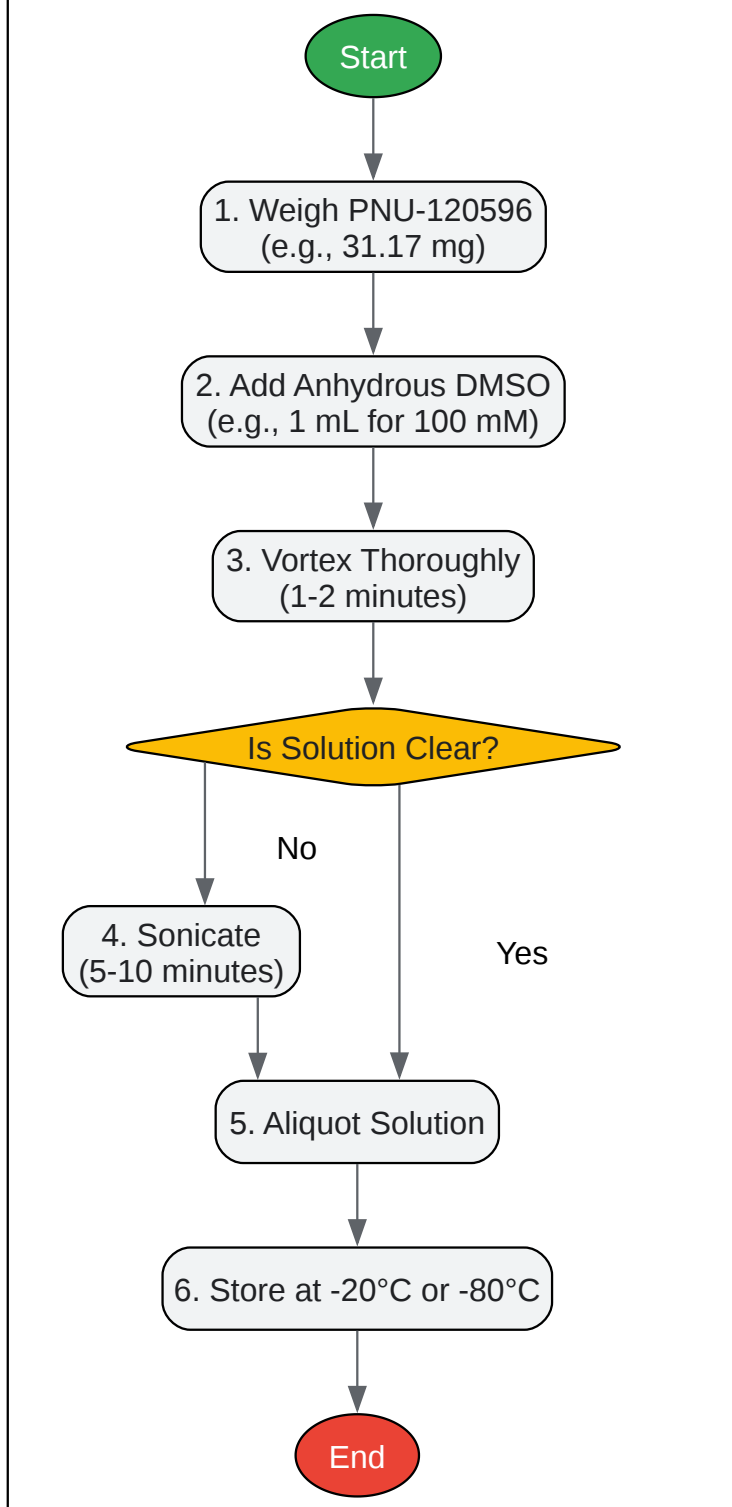 Start
1. Weigh PNU-120596
(e.g., 31.17 mg)
2. Add Anhydrous DMSO
(e.g., 1 mL for 100 mM)
3. Vortex Thoroughly
(1-2 minutes)
Is Solution Clear?
No
4. Sonicate
(5-10 minutes)
Yes
5. Aliquot Solution
6. Store at -20°C or -80°C
End